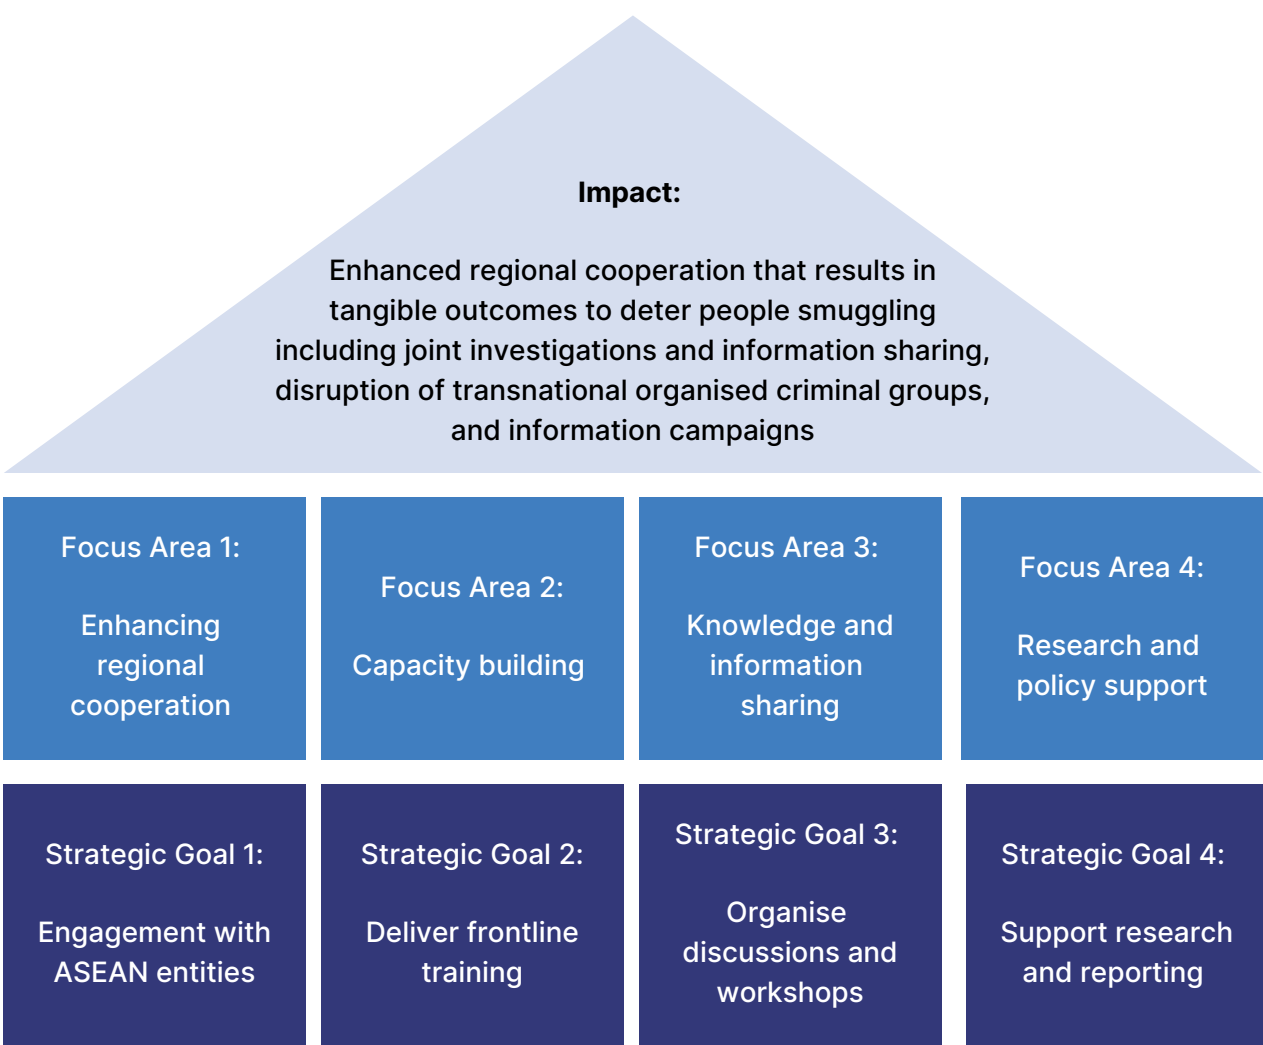 Impact:
Enhanced regional cooperation that results in
tangible outcomes to deter people smuggling
including joint investigations and information sharing,
disruption of transnational organised criminal groups,
and information campaigns
Focus Area 1:
Enhancing
regional
cooperation
Focus Area 2:
Capacity building
Focus Area 3:
Knowledge and
information
sharing
Focus Area 4:
Research and
policy support
Strategic Goal 1:
Engagement with
ASEAN entities
Strategic Goal 2:
Deliver frontline
training
Strategic Goal 3:
Organise
discussions and
workshops
Strategic Goal 4:
Support research
and reporting